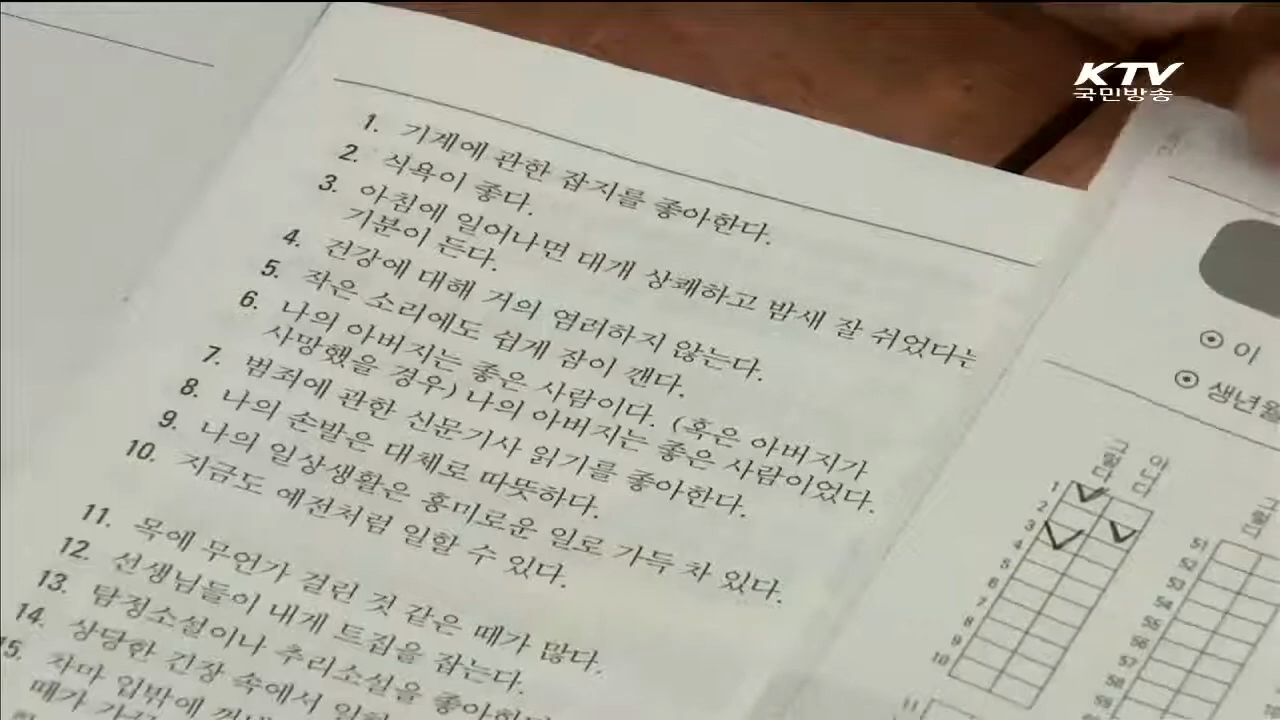 KTV
국민방송
1. 기계에 관한 잡지를 좋아한다.
2. 식욕이 좋다.
3. 아침에 일어나면 대개 상쾌하고 밤새 잘 쉬었다는
기분이 든다.
4. 건강에 대해 거의 염려하지 않는다.
5. 작은 소리에도 쉽게 잠이 깬다.
6. 나의 아버지는 좋은 사람이다. (혹은 아버지가
사망했을 경우) 나의 아버지는 좋은 사람이었다.
7. 범죄에 관한 신문기사 읽기를 좋아한다.
8. 나의 손발은 대체로 따뜻하다.
9. 나의 일상생활은 흥미로운 일로 가득 차 있다.
10. 지금도 예전처럼 일할 수 있다.
11. 목에 무언가 걸린 것 같은 때가 많다.
12. 선생님들이 내게 트집을 잡는다.
13. 탐정소설이나 추리소설을
14. 상당한 긴장 속에서
15. 차마 입밖에
때가
이
생년월
그렇다 아니다
1
2
3
4
5
6
7
8
9
10
11